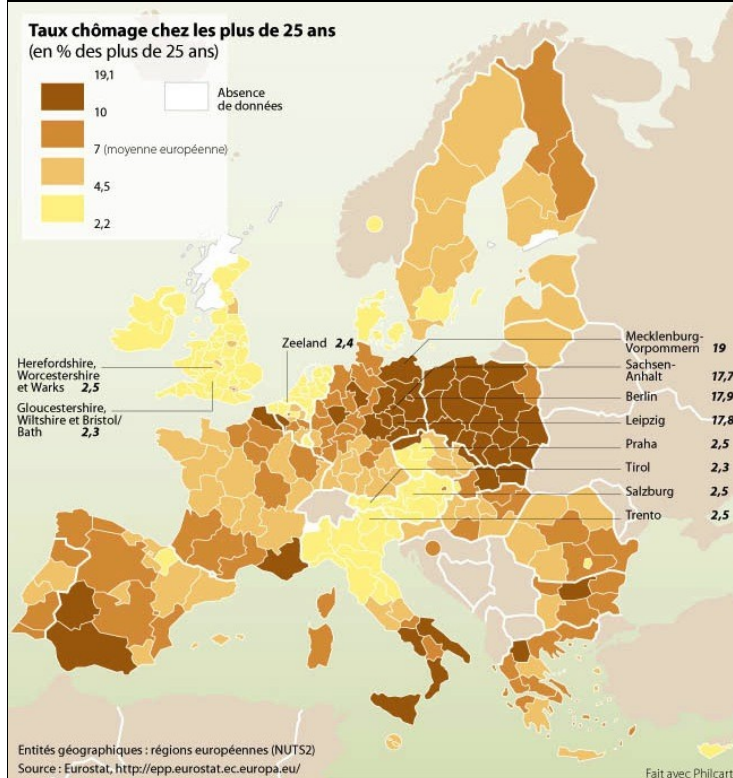 Taux chômage chez les plus de 25 ans
(en % des plus de 25 ans)
19,1
10
7 (moyenne européenne)
4,5
2,2
Absence
de données
Zeeland 2,4
Herefordshire,
Worcestershire
et Warks 2,5
Gloucestershire,
Wiltshire et Bristol/
Bath 2,3
Mecklenburg-
Vorpommern 19
Sachsen-
Anhalt 17,7
Berlin 17,9
Leipzig 17,8
Praha 2,5
Tirol 2,3
Salzburg 2,5
Trento 2,5
Entités géographiques : régions européennes (NUTS2)
Source : Eurostat, http://epp.eurostat.ec.europa.eu/
Fait avec Philcart